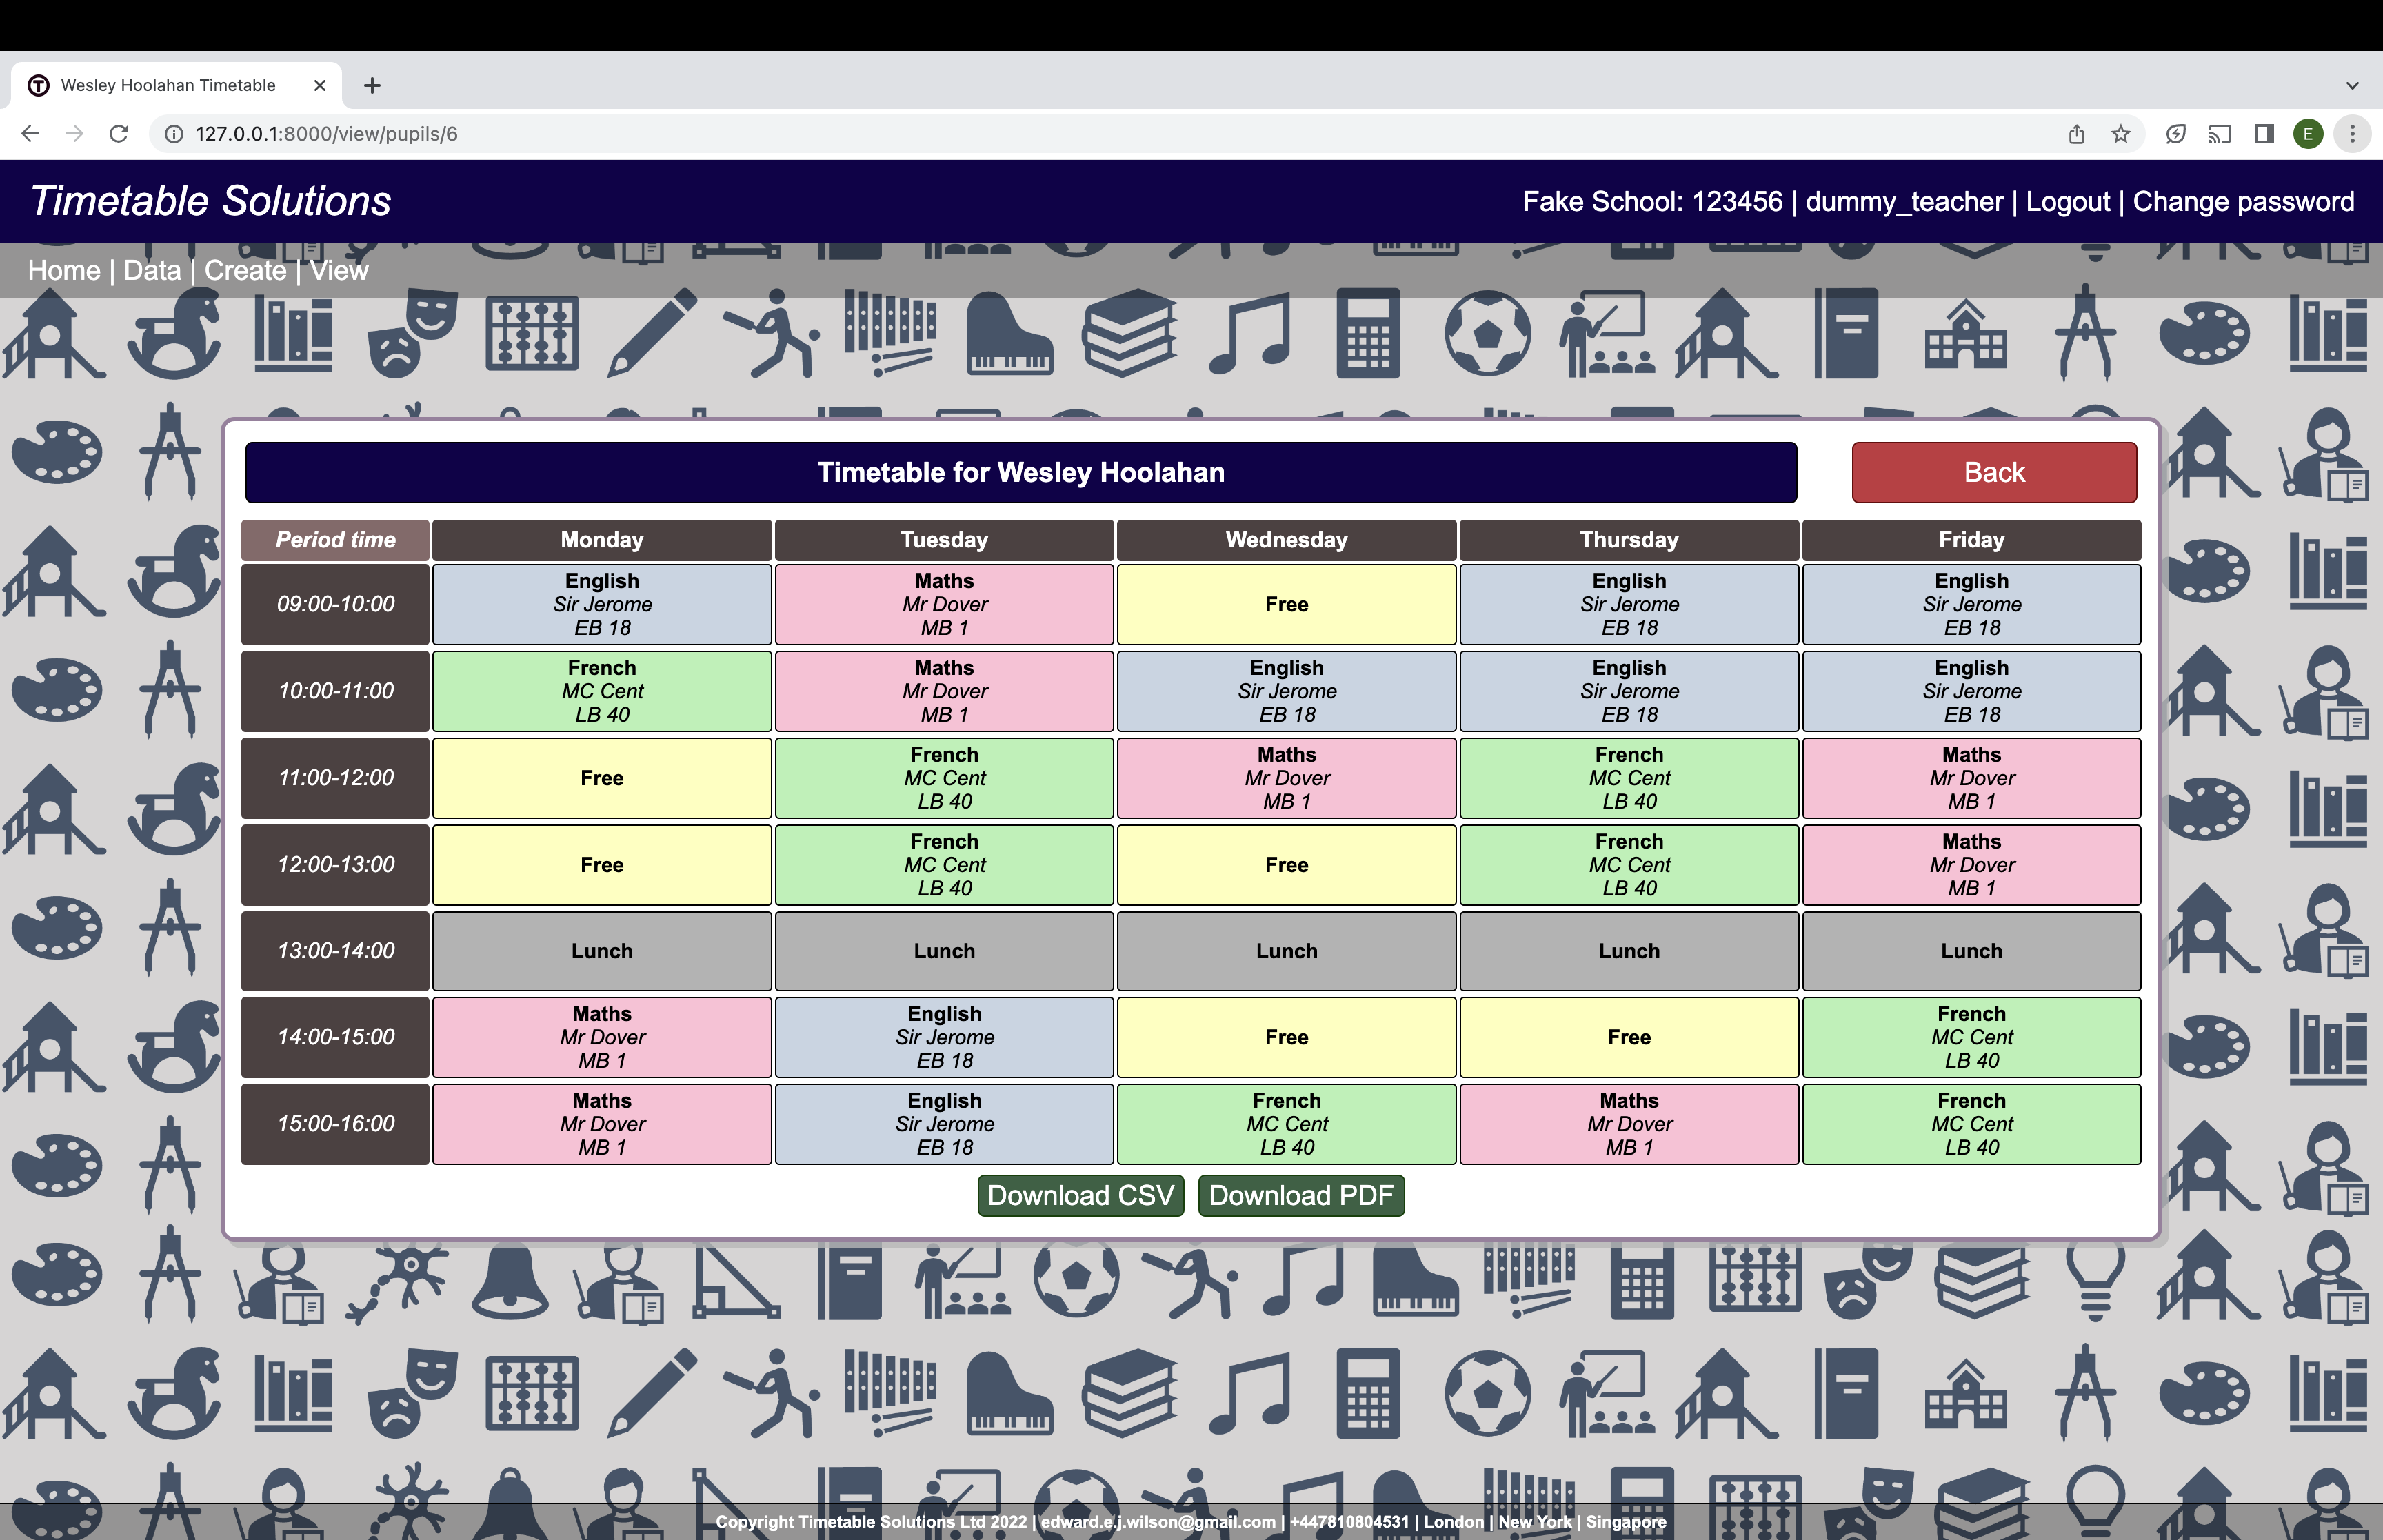 Wesley Hoolahan Timetable
127.0.0.1:8000/view/pupils/6
E
Timetable Solutions
Fake School: 123456 | dummy_teacher | Logout | Change password
Home | Data | Create | View
Timetable for Wesley Hoolahan
Back
Period time Monday Tuesday Wednesday Thursday Friday
09:00-10:00
English
Sir Jerome
EB 18
Maths
Mr Dover
MB 1
Free
English
Sir Jerome
EB 18
English
Sir Jerome
EB 18
10:00-11:00
French
MC Cent
LB 40
Maths
Mr Dover
MB 1
English
Sir Jerome
EB 18
English
Sir Jerome
EB 18
English
Sir Jerome
EB 18
11:00-12:00
Free
French
MC Cent
LB 40
Maths
Mr Dover
MB 1
French
MC Cent
LB 40
Maths
Mr Dover
MB 1
12:00-13:00
Free
French
MC Cent
LB 40
Free
French
MC Cent
LB 40
Maths
Mr Dover
MB 1
13:00-14:00
Lunch
Lunch
Lunch
Lunch
Lunch
14:00-15:00
Maths
Mr Dover
MB 1
English
Sir Jerome
EB 18
Free
Free
French
MC Cent
LB 40
15:00-16:00
Maths
Mr Dover
MB 1
English
Sir Jerome
EB 18
French
MC Cent
LB 40
Maths
Mr Dover
MB 1
French
MC Cent
LB 40
Download CSV
Download PDF
Copyright Timetable Solutions Ltd 2022 | edward.e.j.wilson@gmail.com | +447810804531 | London | New York | Singapore